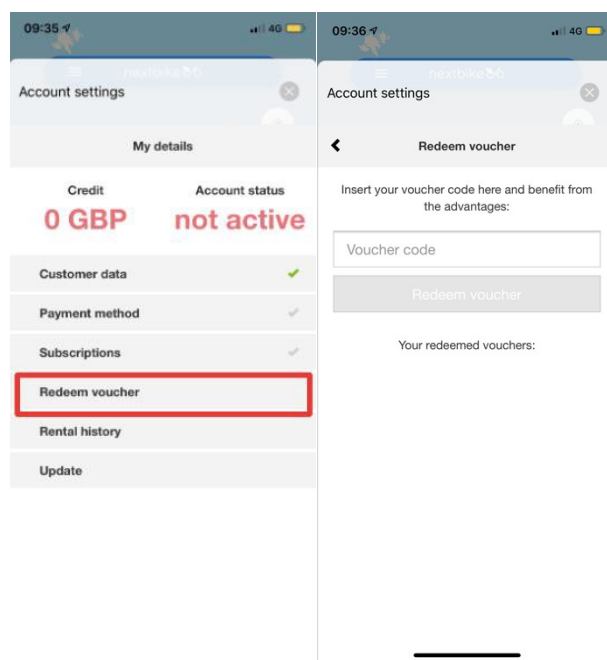 09:35
4G
nextbike
Account settings
My details
Credit
Account status
0 GBP
not active
Customer data
Payment method
Subscriptions
Redeem voucher
Rental history
Update
09:36
4G
nextbike
Account settings
Redeem voucher
Insert your voucher code here and benefit from
the advantages:
Voucher code
Redeem voucher
Your redeemed vouchers: